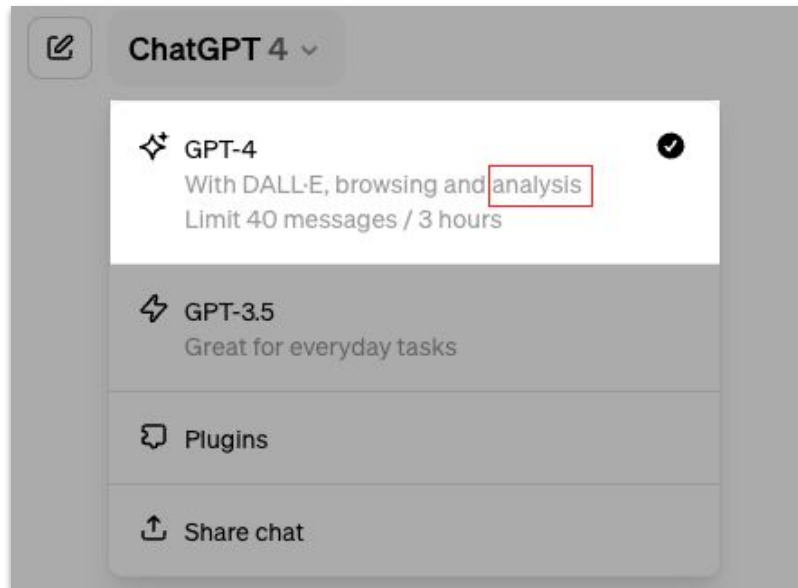 ChatGPT 4
GPT-4
With DALL·E, browsing and analysis
Limit 40 messages / 3 hours
GPT-3.5
Great for everyday tasks
Plugins
Share chat